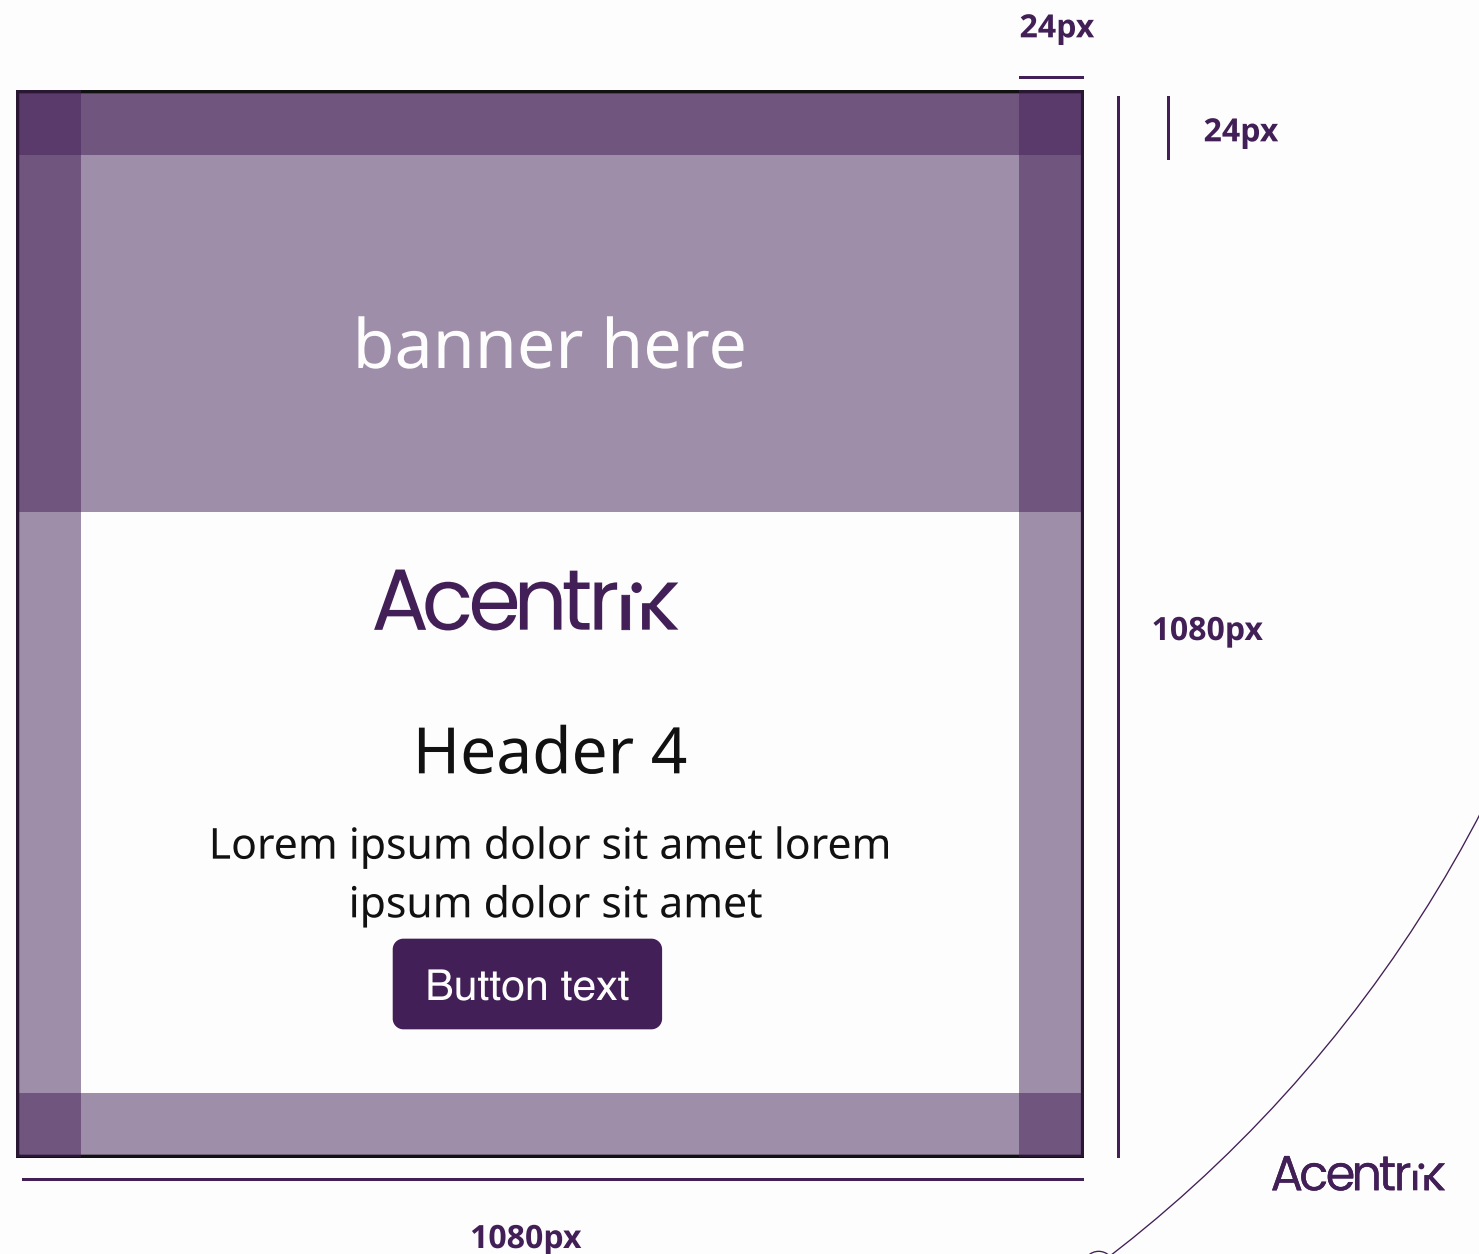 24px
24px
banner here
Acentrik
1080px
Header 4
Lorem ipsum dolor sit amet lorem
ipsum dolor sit amet
Button text
Acentrik
1080px